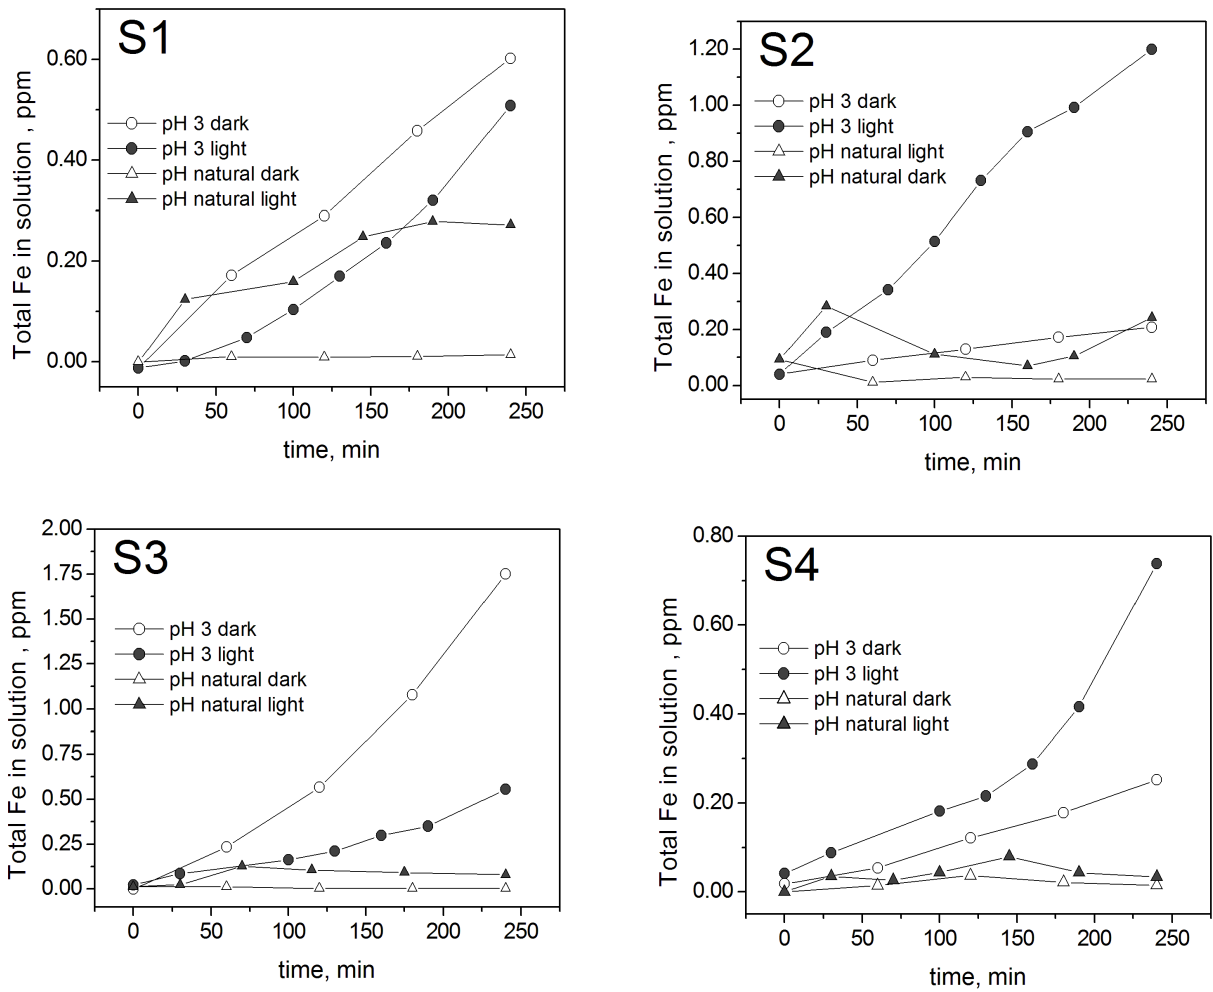 S1
Total Fe in solution , ppm
0.60
0.40
0.20
0.00
pH 3 dark
pH 3 light
pH natural dark
pH natural light
0 50 100 150 200 250
time, min
S2
Total Fe in solution , ppm
1.20
1.00
0.80
0.60
0.40
0.20
0.00
pH 3 dark
pH 3 light
pH natural light
pH natural dark
0 50 100 150 200 250
time, min
S3
Total Fe in solution , ppm
2.00
1.75
1.50
1.25
1.00
0.75
0.50
0.25
0.00
pH 3 dark
pH 3 light
pH natural dark
pH natural light
0 50 100 150 200 250
time, min
S4
Total Fe in solution , ppm
0.80
0.60
0.40
0.20
0.00
pH 3 dark
pH 3 light
pH natural dark
pH natural light
0 50 100 150 200 250
time, min